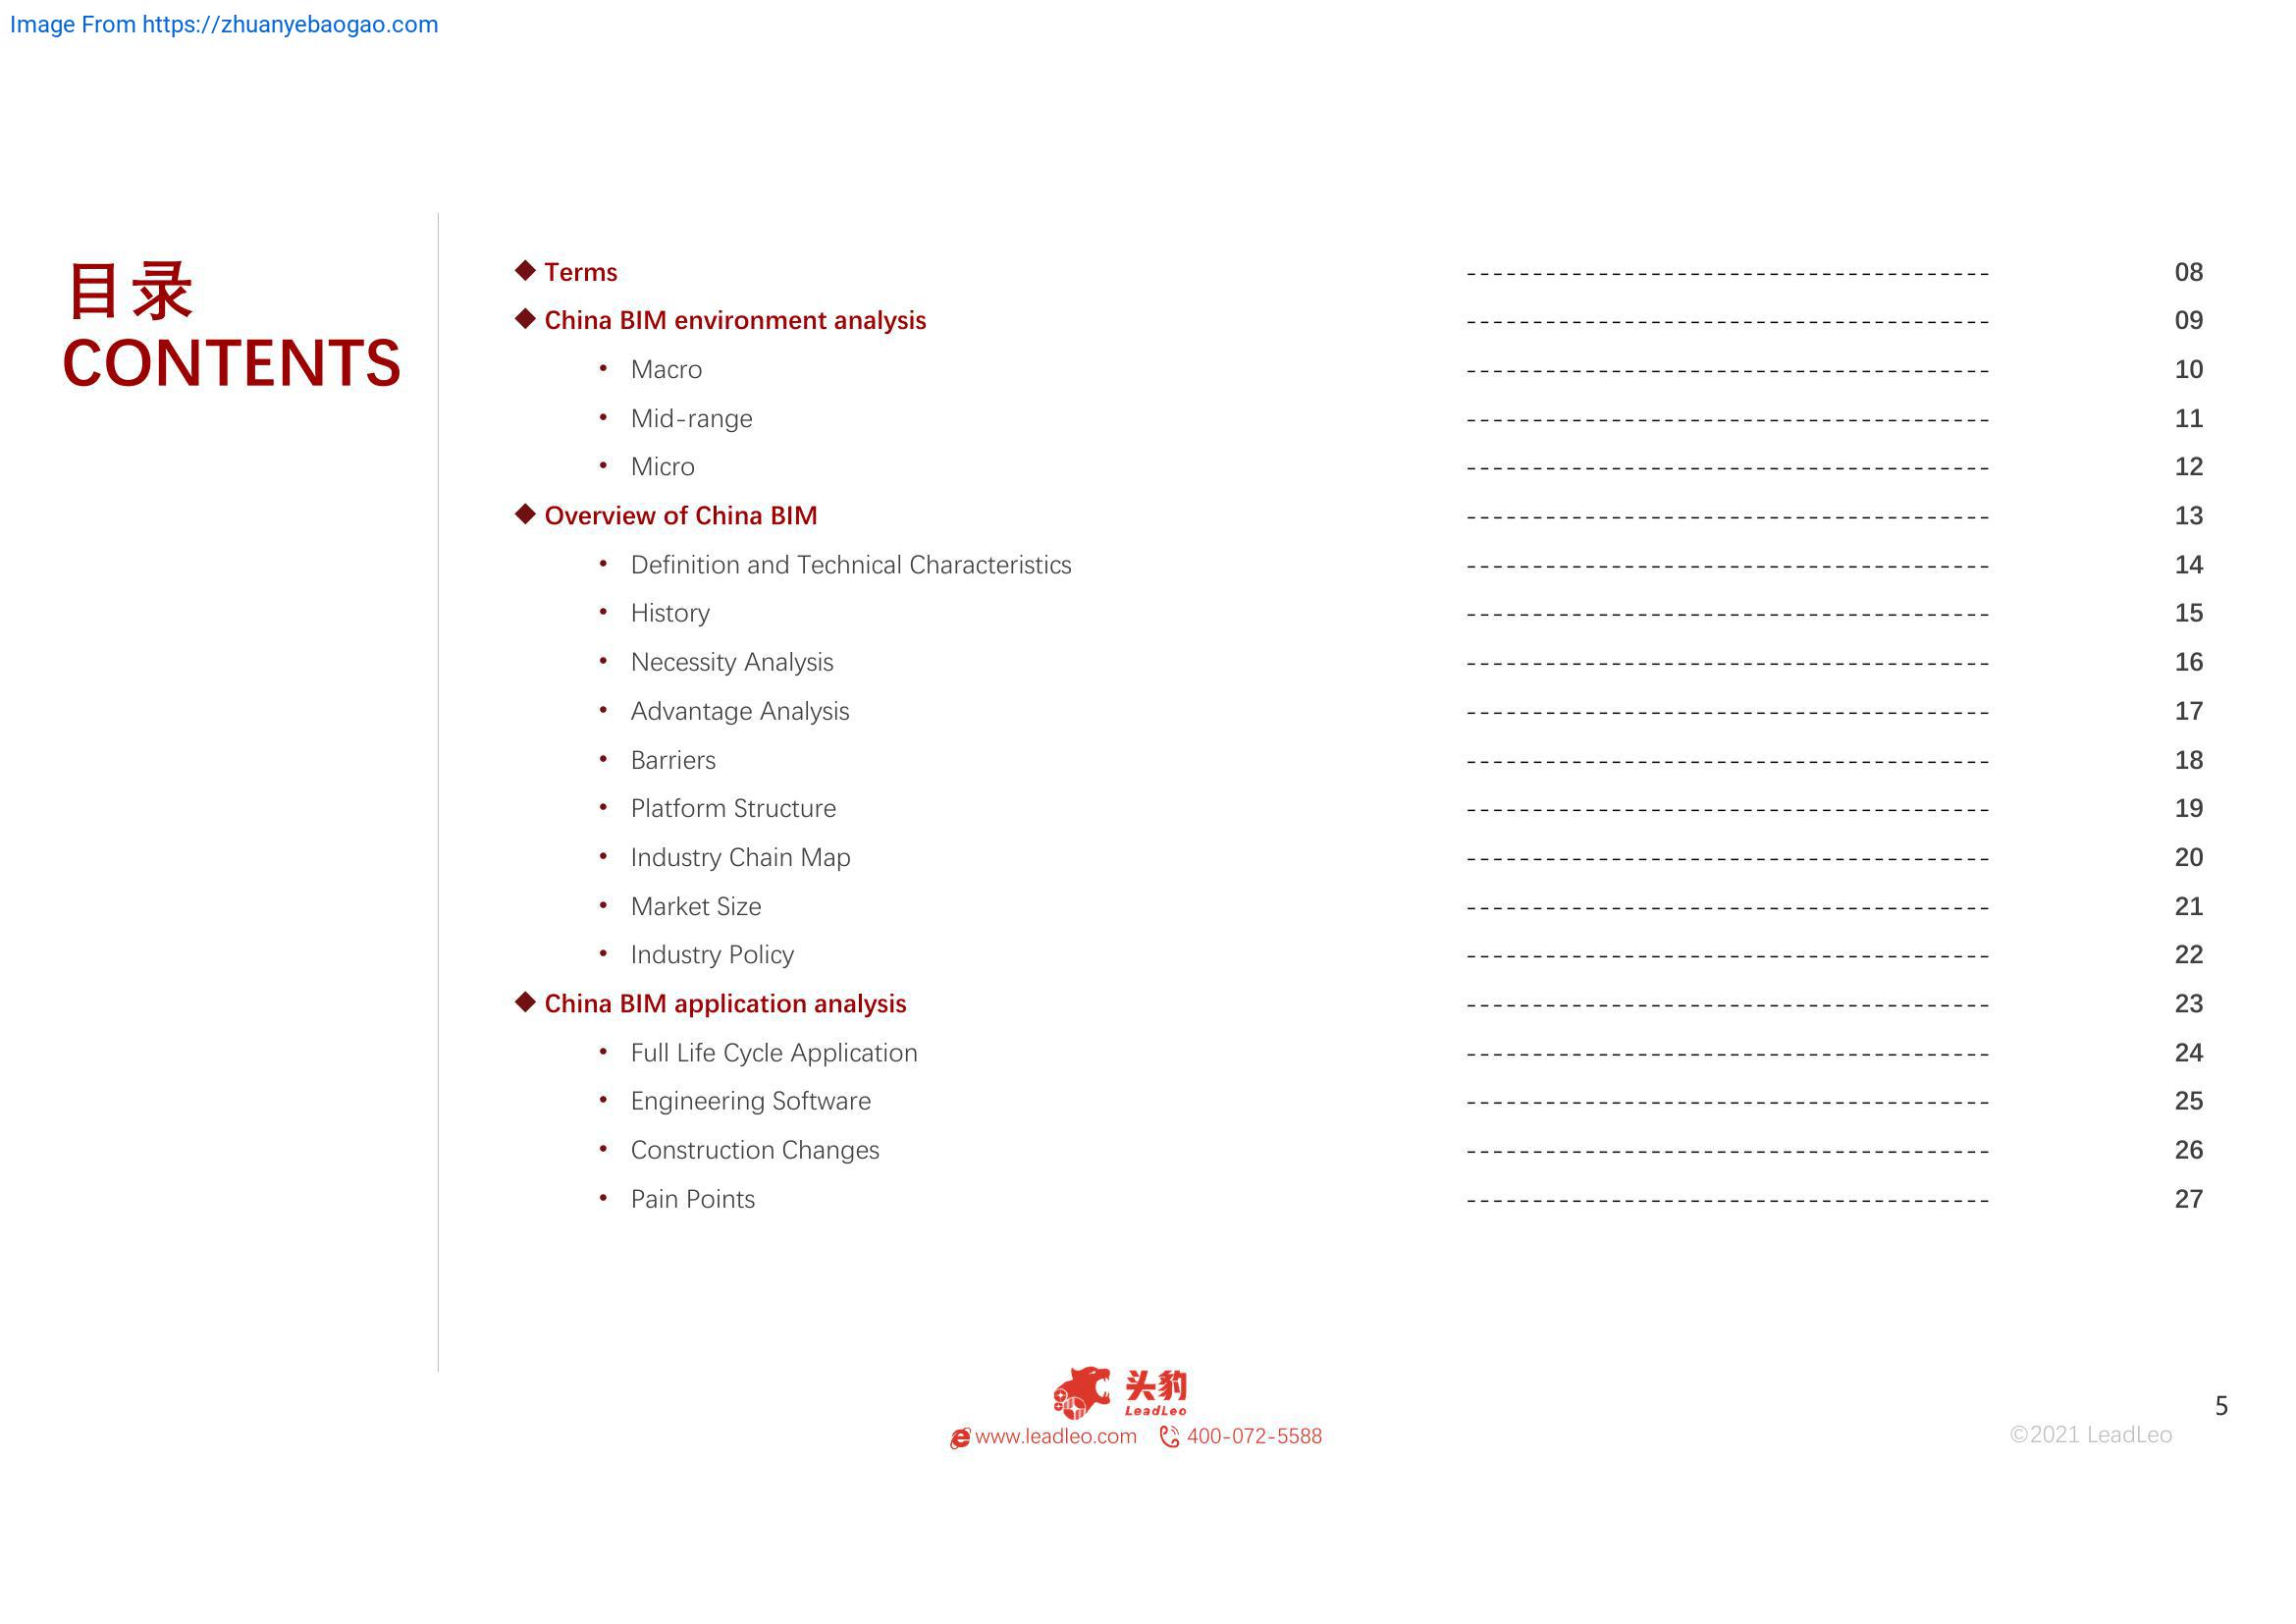 Image From https://zhuanyebaogao.com
目录
CONTENTS
◆ Terms ---------------------------------------- 08
◆ China BIM environment analysis ---------------------------------------- 09
• Macro ---------------------------------------- 10
• Mid-range ---------------------------------------- 11
• Micro ---------------------------------------- 12
◆ Overview of China BIM ---------------------------------------- 13
• Definition and Technical Characteristics ---------------------------------------- 14
• History ---------------------------------------- 15
• Necessity Analysis ---------------------------------------- 16
• Advantage Analysis ---------------------------------------- 17
• Barriers ---------------------------------------- 18
• Platform Structure ---------------------------------------- 19
• Industry Chain Map ---------------------------------------- 20
• Market Size ---------------------------------------- 21
• Industry Policy ---------------------------------------- 22
◆ China BIM application analysis ---------------------------------------- 23
• Full Life Cycle Application ---------------------------------------- 24
• Engineering Software ---------------------------------------- 25
• Construction Changes ---------------------------------------- 26
• Pain Points ---------------------------------------- 27
头豹
LeadLeo
www.leadleo.com 400-072-5588
5
©2021 LeadLeo